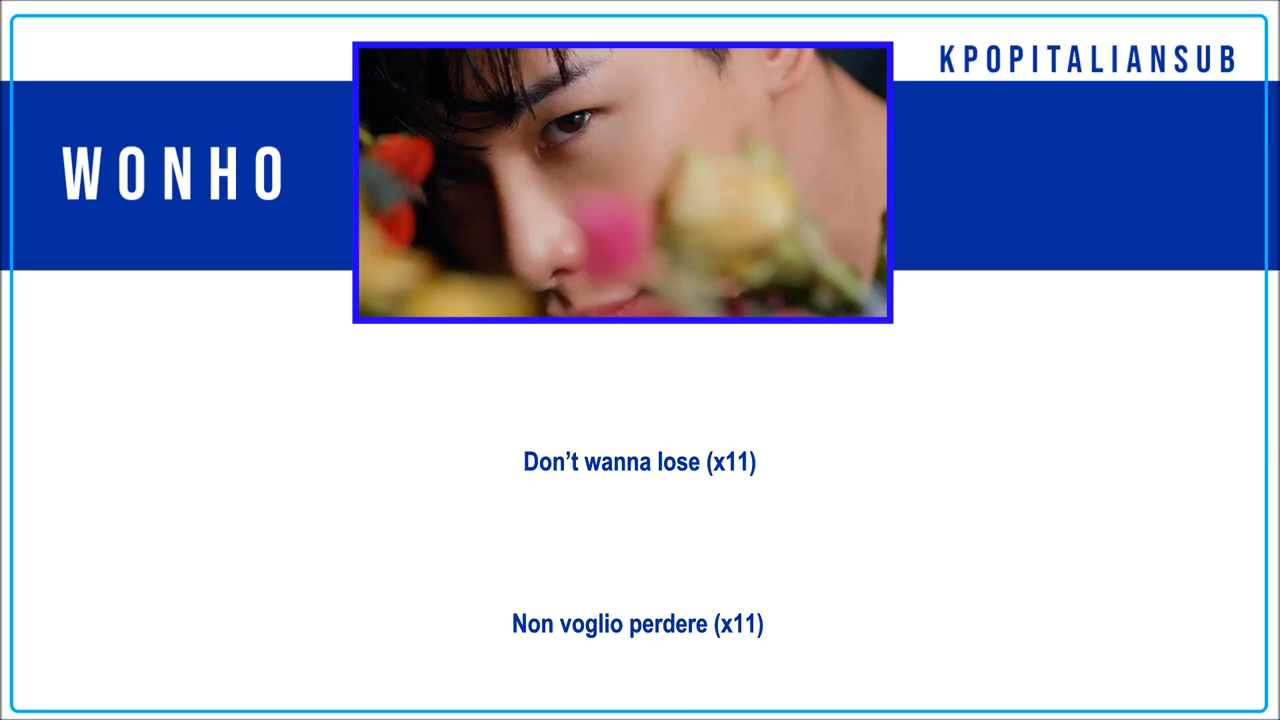 KPOPITALIANSUB
WONHO
Don’t wanna lose (x11)
Non voglio perdere (x11)